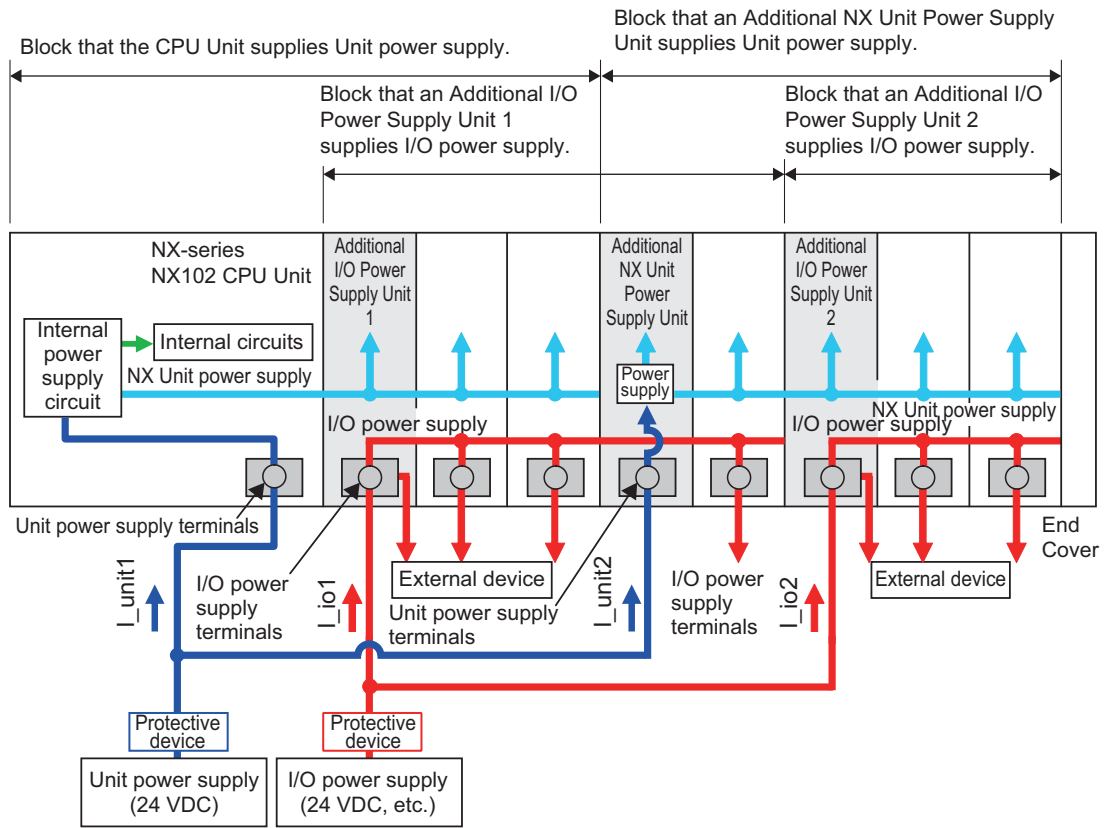 Block that the CPU Unit supplies Unit power supply.
Block that an Additional NX Unit Power Supply
Unit supplies Unit power supply.
Block that an Additional I/O
Power Supply Unit 1
supplies I/O power supply.
Block that an Additional I/O
Power Supply Unit 2
supplies I/O power supply.
NX-series
NX102 CPU Unit
Additional
I/O Power
Supply Unit
1
Additional
NX Unit
Power
Supply Unit
Additional
I/O Power
Supply Unit
2
Internal
power
supply
circuit
Internal circuits
NX Unit power supply
Power
supply
I/O power supply
NX Unit power supply
I/O power supply
Unit power supply terminals
I/O power
supply
terminals
External device
Unit power supply
terminals
I/O power
supply
terminals
External device
End
Cover
I_unit1
I_io1
I_unit2
I_io2
Protective
device
Protective
device
Unit power supply
(24 VDC)
I/O power supply
(24 VDC, etc.)